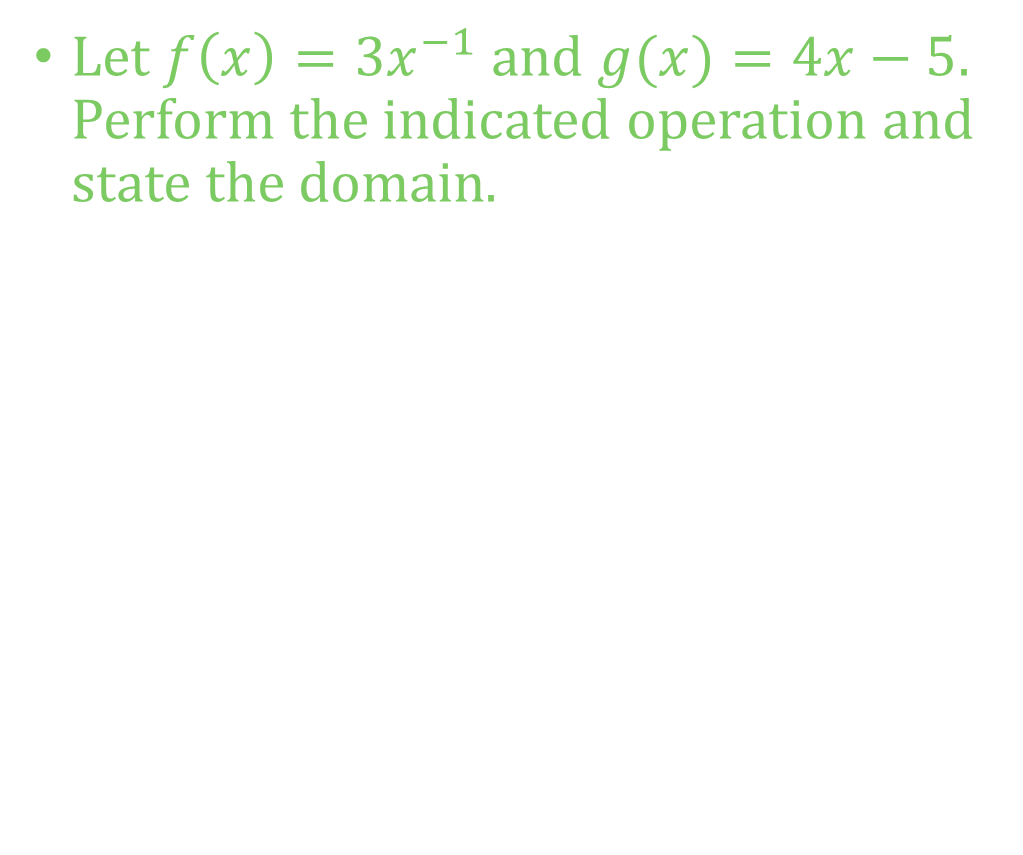 • Let 𝑓(𝑥) = 3𝑥⁻¹ and 𝑔(𝑥) = 4𝑥 − 5.
Perform the indicated operation and
state the domain.